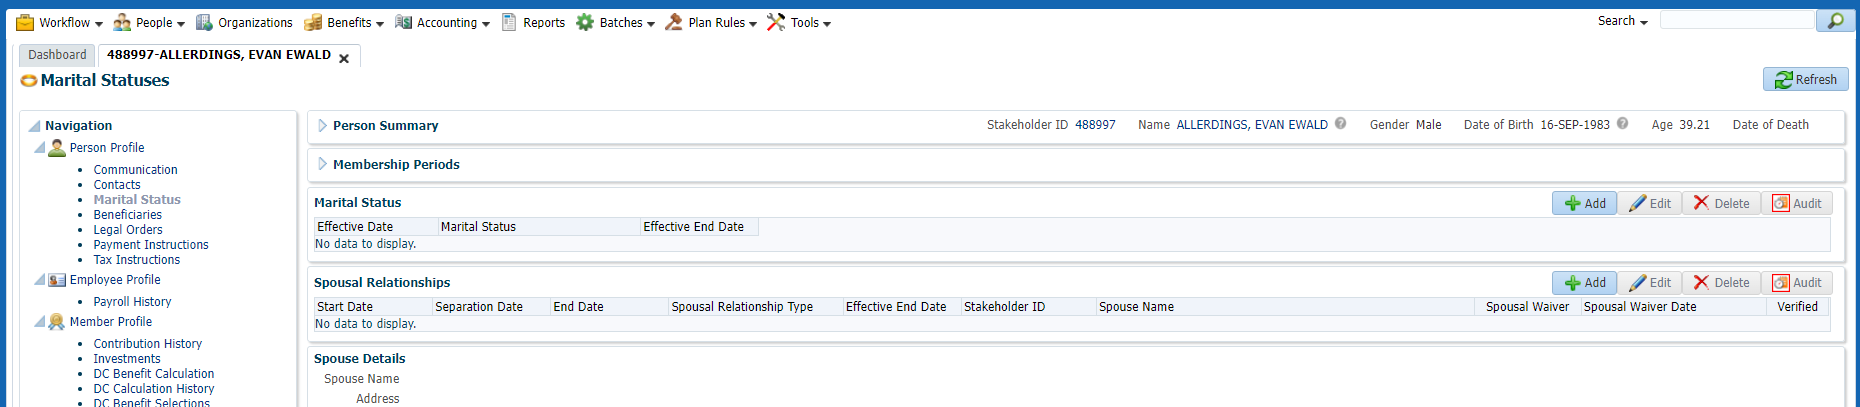 Workflow People Organizations Benefits Accounting Reports Batches Plan Rules Tools Search
Dashboard 488997-ALLERDINGS, EVAN EWALD
Marital Statuses
Refresh
Navigation
Person Profile
Communication
Contacts
Marital Status
Beneficiaries
Legal Orders
Payment Instructions
Tax Instructions
Employee Profile
Payroll History
Member Profile
Contribution History
Investments
DC Benefit Calculation
DC Calculation History
DC Benefit Selections
Person Summary Stakeholder ID 488997 Name ALLERDINGS, EVAN EWALD Gender Male Date of Birth 16-SEP-1983 Age 39.21 Date of Death
Membership Periods
Marital Status Add Edit Delete Audit
Effective Date Marital Status Effective End Date
No data to display.
Spousal Relationships Add Edit Delete Audit
Start Date Separation Date End Date Spousal Relationship Type Effective End Date Stakeholder ID Spouse Name Spousal Waiver Spousal Waiver Date Verified
No data to display.
Spouse Details
Spouse Name
Address